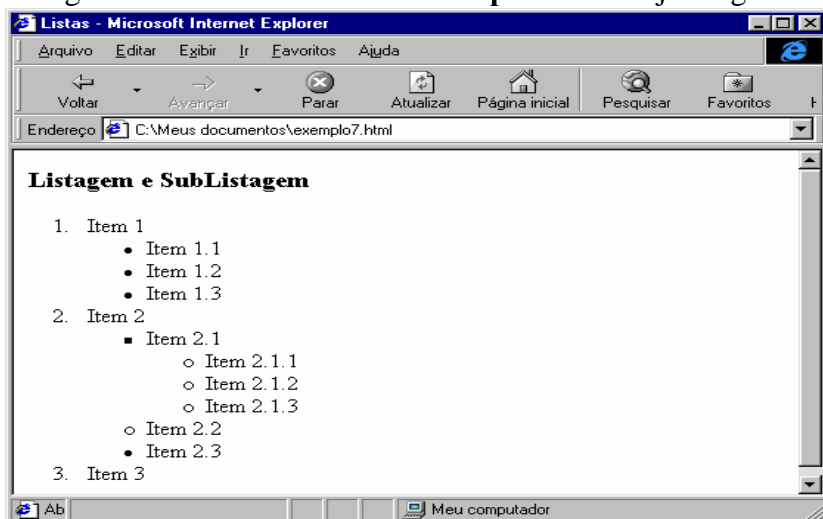 Listas - Microsoft Internet Explorer
Arquivo Editar Exibir Ir Favoritos Ajuda
Voltar Avançar Parar Atualizar Página inicial Pesquisar Favoritos H
Endereço C:\Meus documentos\exemplo7.html
Listagem e SubListagem
1. Item 1
• Item 1.1
• Item 1.2
• Item 1.3
2. Item 2
▪ Item 2.1
○ Item 2.1.1
○ Item 2.1.2
○ Item 2.1.3
○ Item 2.2
• Item 2.3
3. Item 3
Ab Meu computador